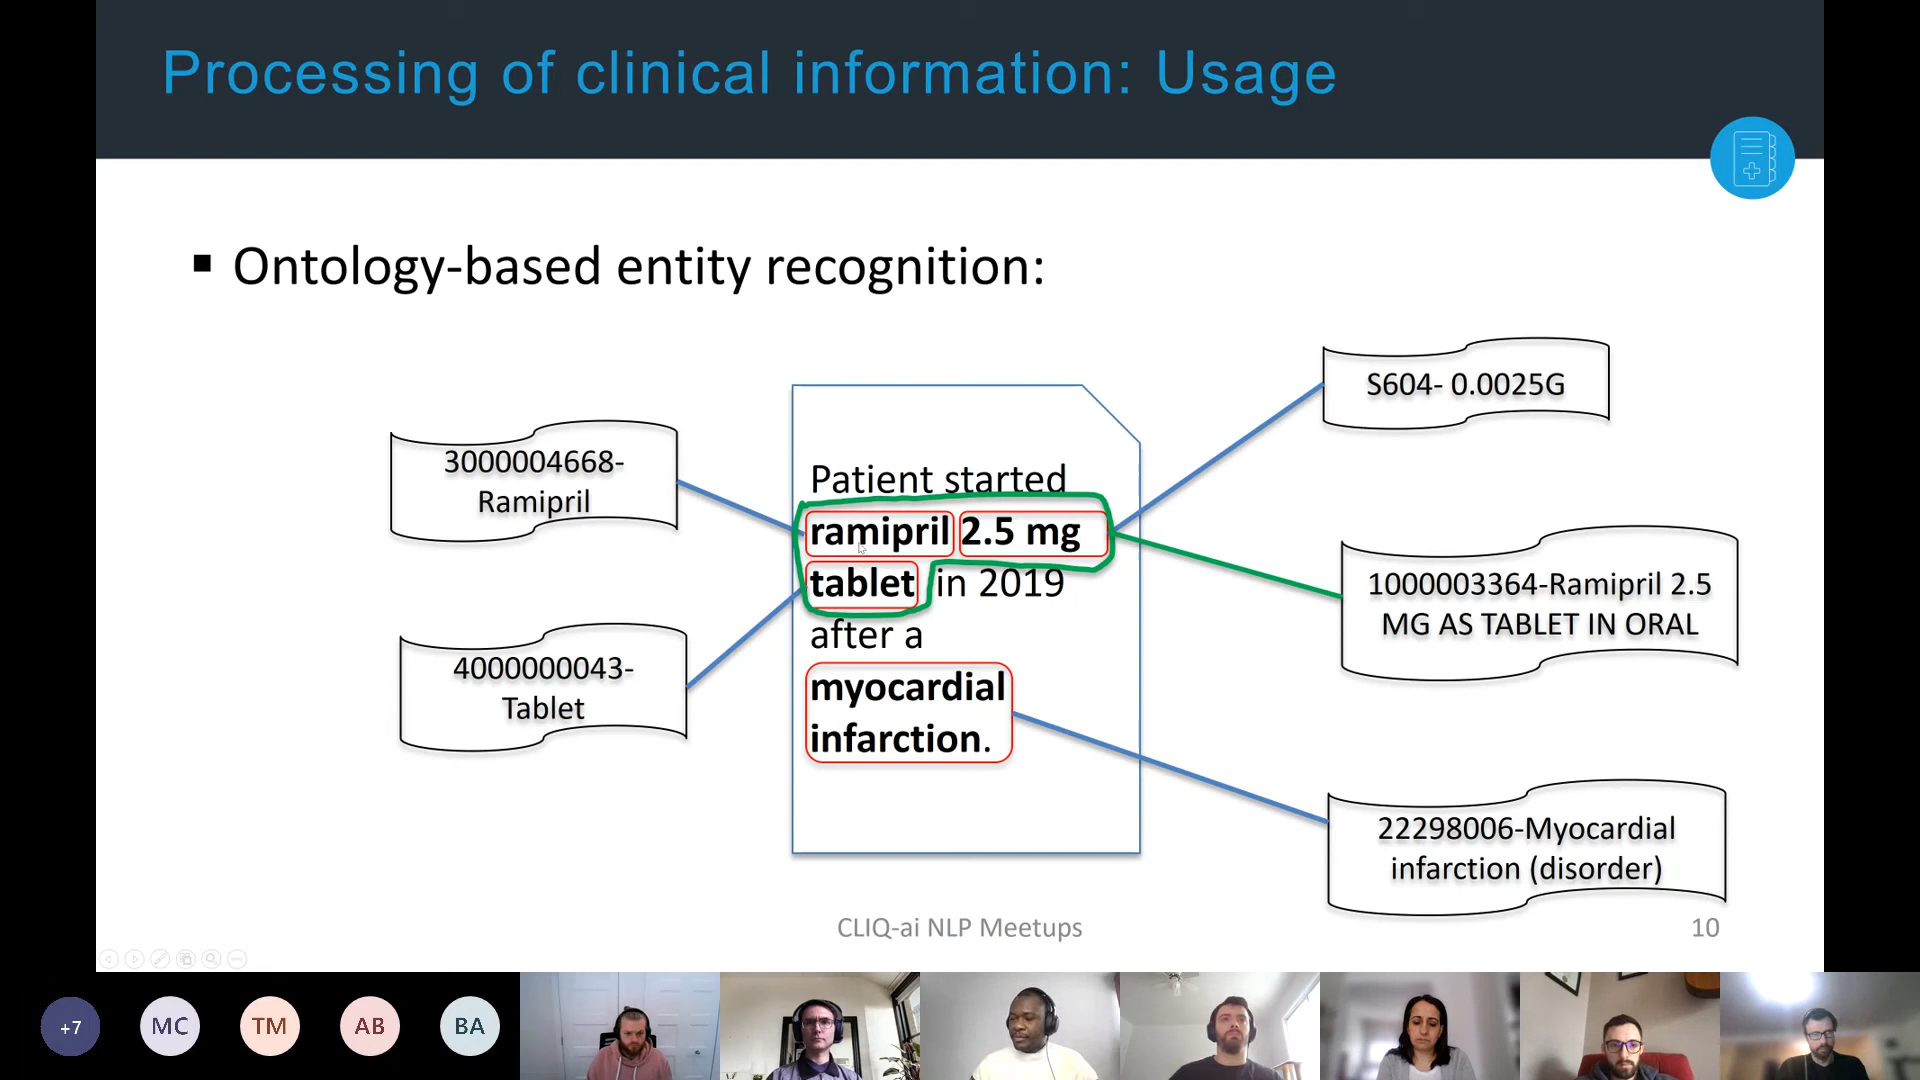 Processing of clinical information: Usage
▪ Ontology-based entity recognition:
3000004668-
Ramipril
4000000043-
Tablet
Patient started
ramipril 2.5 mg
tablet in 2019
after a
myocardial
infarction.
S604- 0.0025G
1000003364-Ramipril 2.5
MG AS TABLET IN ORAL
22298006-Myocardial
infarction (disorder)
CLIQ-ai NLP Meetups
10
+7
MC
TM
AB
BA